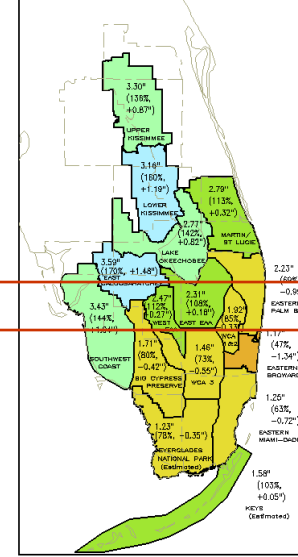 3.30"
(138%,
+0.87")
UPPER
KISSIMMEE
3.16"
(160%,
+1.19")
LOWER
KISSIMMEE
2.79"
(113%,
+0.32")
MARTIN/
ST LUCIE
2.77"
(142%,
+0.82")
LAKE
OKEECHOBEE
3.59"
(170%, +1.48")
EAST
2.23"
EASTERN
PALM B
3.43"
(144%,
SOUTHWEST
COAST
2.47"
(112%,
+0.27")
WEST
2.31"
(108%,
+0.18")
EAST EAA
1.92"
(85%,
WCA
1&2
1.17"
(47%,
-1.34")
EASTERN
BROWARD
1.71"
(80%,
-0.42")
BIG CYPRESS
PRESERVE
1.46"
(73%,
-0.55")
WCA 3
1.25"
(63%,
-0.72")
EASTERN
MIAMI-DADE
1.23"
(78%, -0.35")
EVERGLADES
NATIONAL PARK
(Estimated)
1.58"
(103%,
+0.05")
KEYS
(Estimated)